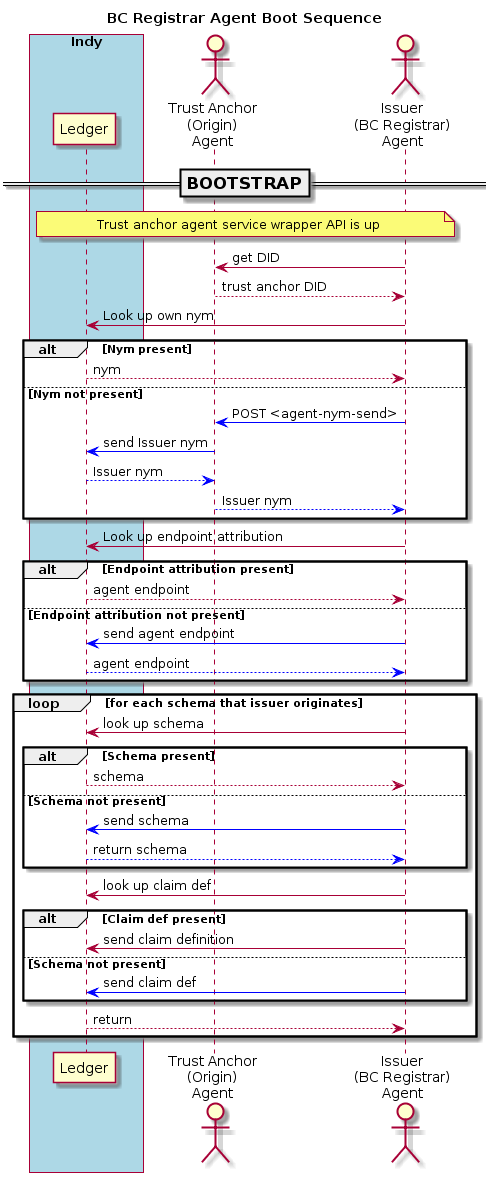 BC Registrar Agent Boot Sequence
Indy
Ledger
Trust Anchor
(Origin)
Agent
Issuer
(BC Registrar)
Agent
BOOTSTRAP
Trust anchor agent service wrapper API is up
get DID
trust anchor DID
Look up own nym
alt [Nym present]
nym
[Nym not present]
POST <agent-nym-send>
send Issuer nym
Issuer nym
Issuer nym
Look up endpoint attribution
alt [Endpoint attribution present]
agent endpoint
[Endpoint attribution not present]
send agent endpoint
agent endpoint
loop [for each schema that issuer originates]
look up schema
alt [Schema present]
schema
[Schema not present]
send schema
return schema
look up claim def
alt [Claim def present]
send claim definition
[Schema not present]
send claim def
return
Ledger
Trust Anchor
(Origin)
Agent
Issuer
(BC Registrar)
Agent